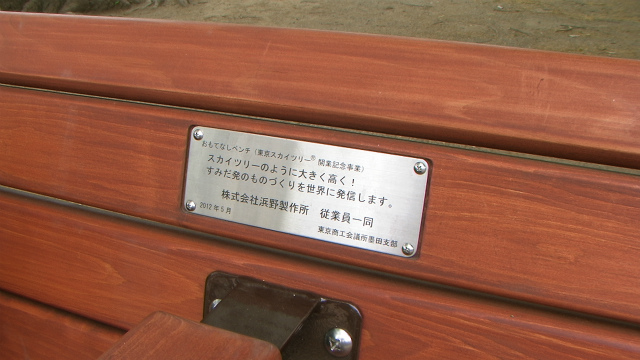 おもてなしベンチ（東京スカイツリー®開業記念事業）
スカイツリーのように大きく高く！
すみだ発のものづくりを世界に発信します。
株式会社浜野製作所　従業員一同
2012年5月
東京商工会議所墨田支部